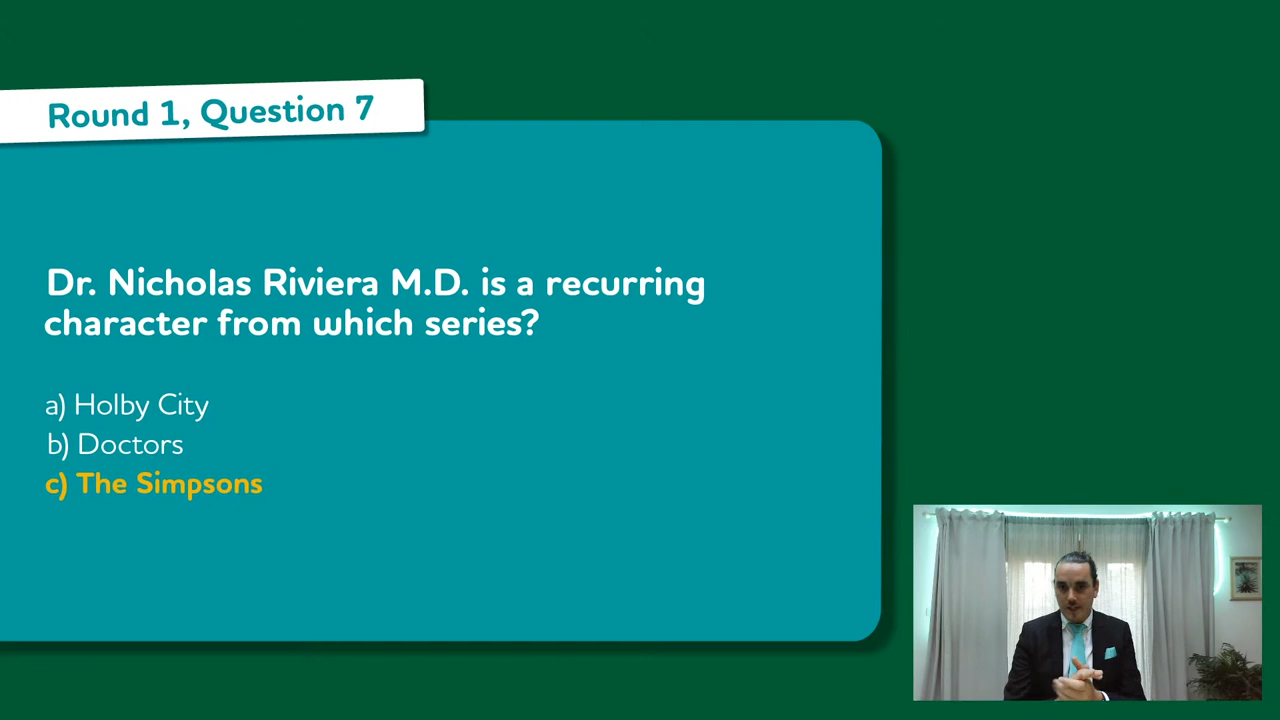 Round 1, Question 7
Dr. Nicholas Riviera M.D. is a recurring
character from which series?
a) Holby City
b) Doctors
c) The Simpsons